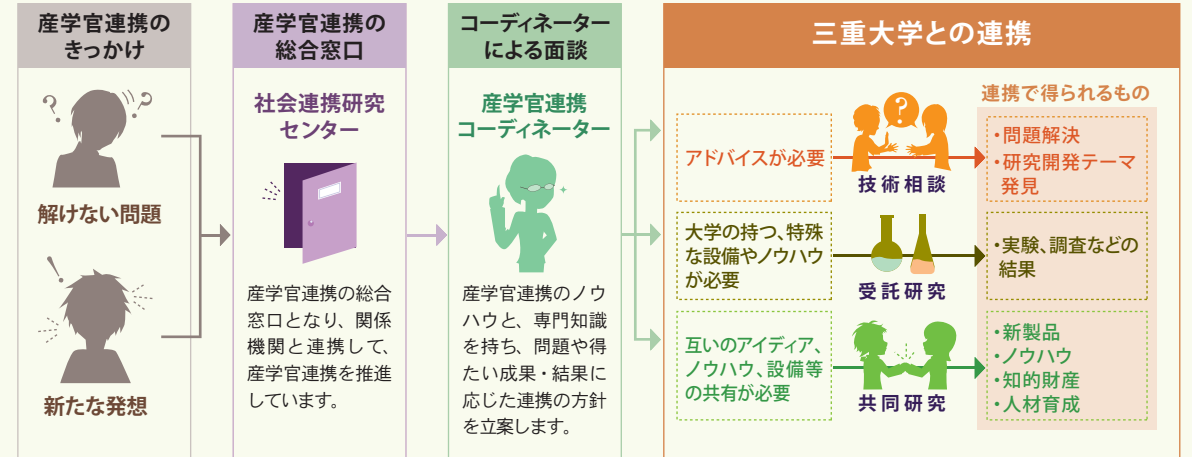 産学官連携の
きっかけ
解けない問題
新たな発想
産学官連携の
総合窓口
社会連携研究
センター
産学官連携の総合
窓口となり、関係
機関と連携して、
産学官連携を推進
しています。
コーディネーター
による面談
産学官連携
コーディネーター
産学官連携のノウ
ハウと、専門知識
を持ち、問題や得
たい成果・結果に
応じた連携の方針
を立案します。
三重大学との連携
連携で得られるもの
アドバイスが必要
?
技術相談
・問題解決
・研究開発テーマ
発見
大学の持つ、特殊
な設備やノウハウ
が必要
受託研究
・実験、調査などの
結果
互いのアイディア、
ノウハウ、設備等
の共有が必要
共同研究
・新製品
・ノウハウ
・知的財産
・人材育成